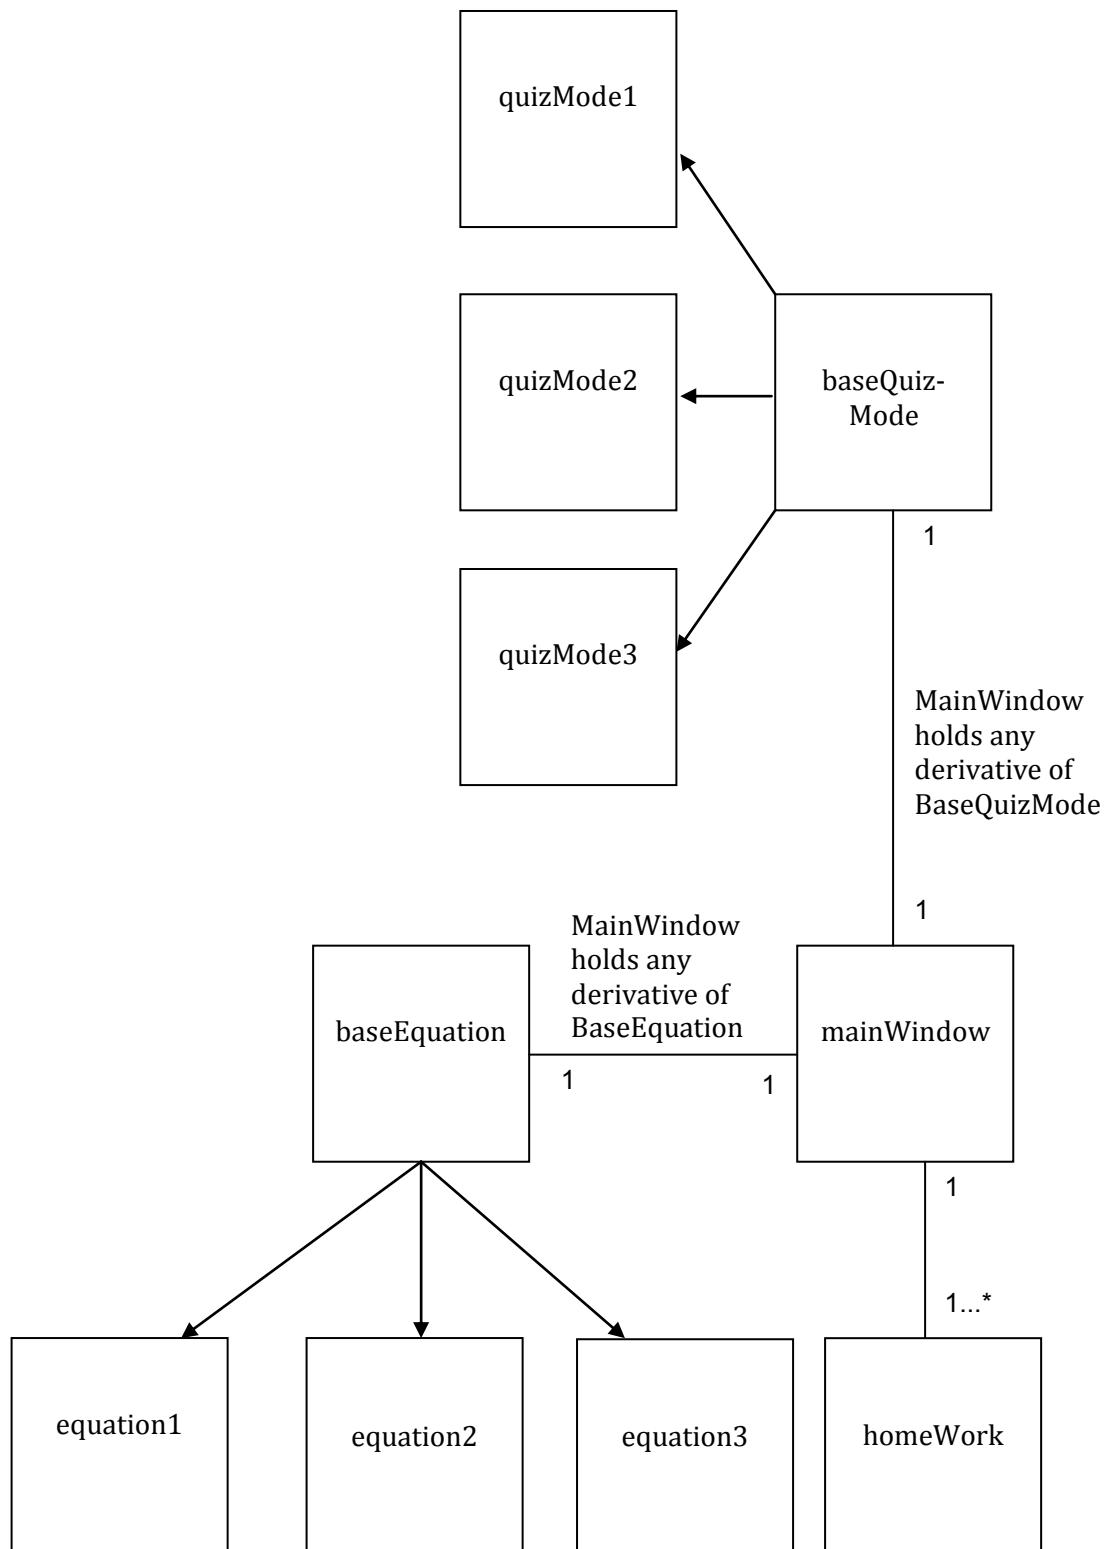 quizMode1
quizMode2
baseQuiz-
Mode
1
quizMode3
MainWindow
holds any
derivative of
BaseQuizMode
1
MainWindow
holds any
derivative of
BaseEquation
baseEquation
mainWindow
1
1
1
1...*
equation1
equation2
equation3
homeWork